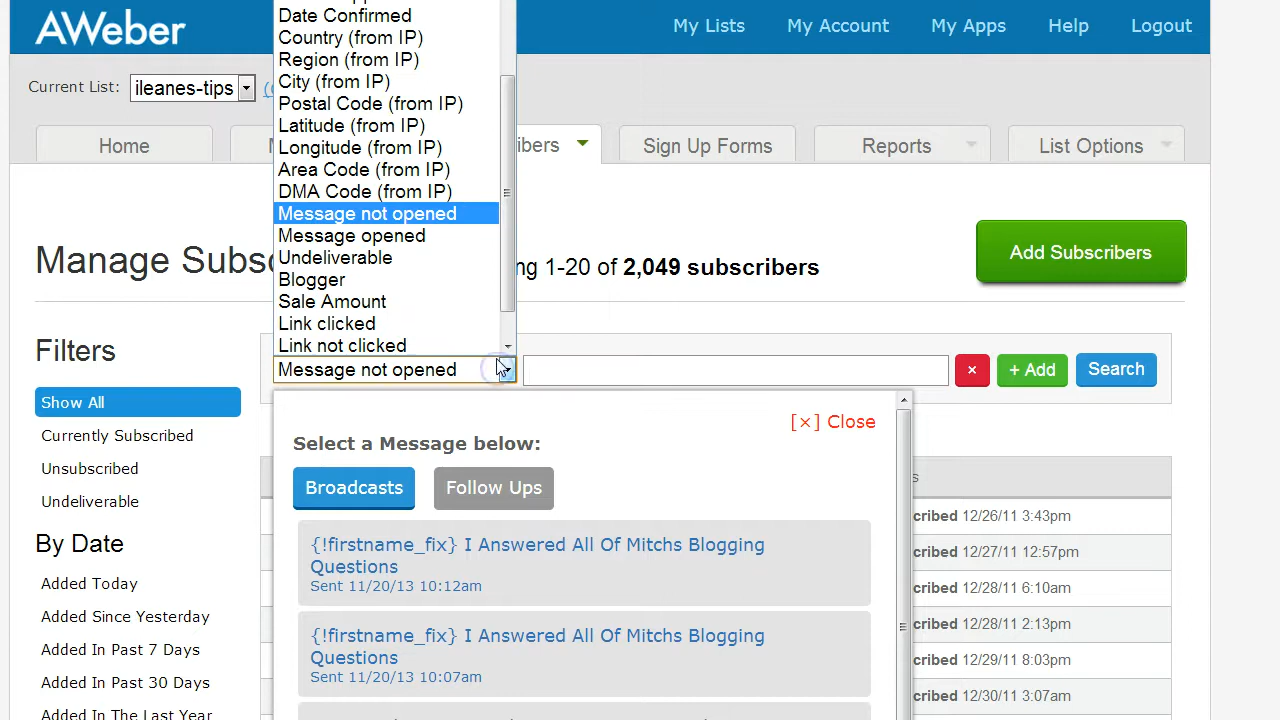 AWeber
My Lists
My Account
My Apps
Help
Logout
Current List:
ileanes-tips
Date Confirmed
Country (from IP)
Region (from IP)
City (from IP)
Postal Code (from IP)
Latitude (from IP)
Longitude (from IP)
Area Code (from IP)
DMA Code (from IP)
Message not opened
Message opened
Undeliverable
Blogger
Sale Amount
Link clicked
Link not clicked
Message not opened
Home
Sign Up Forms
Reports
List Options
Manage
1-20 of 2,049 subscribers
Add Subscribers
× 
+ Add
Search
Filters
Show All
Currently Subscribed
Unsubscribed
Undeliverable
By Date
Added Today
Added Since Yesterday
Added In Past 7 Days
Added In Past 30 Days
Added In The Last Year
[×] Close
Select a Message below:
Broadcasts
Follow Ups
{!firstname_fix} I Answered All Of Mitchs Blogging
Questions
Sent 11/20/13 10:12am
{!firstname_fix} I Answered All Of Mitchs Blogging
Questions
Sent 11/20/13 10:07am
cribed 12/26/11 3:43pm
cribed 12/27/11 12:57pm
cribed 12/28/11 6:10am
cribed 12/28/11 2:13pm
cribed 12/29/11 8:03pm
cribed 12/30/11 3:07am